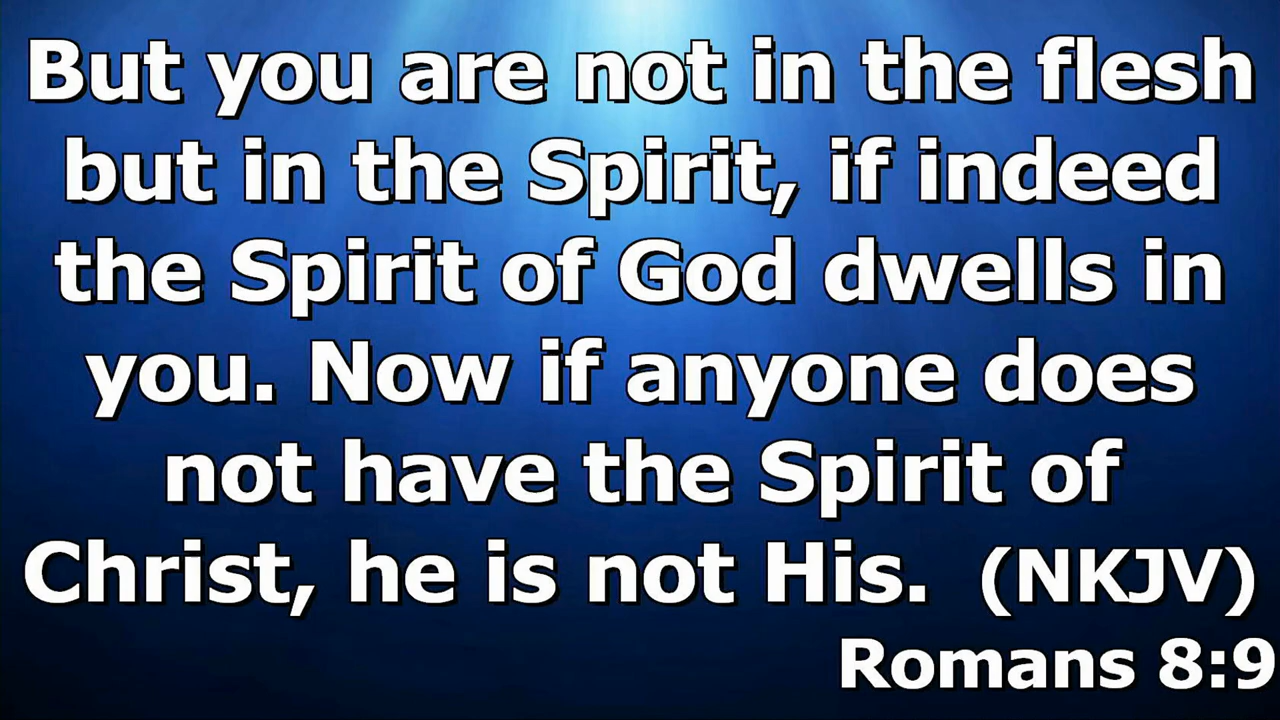 But you are not in the flesh
but in the Spirit, if indeed
the Spirit of God dwells in
you. Now if anyone does
not have the Spirit of
Christ, he is not His. (NKJV)
Romans 8:9